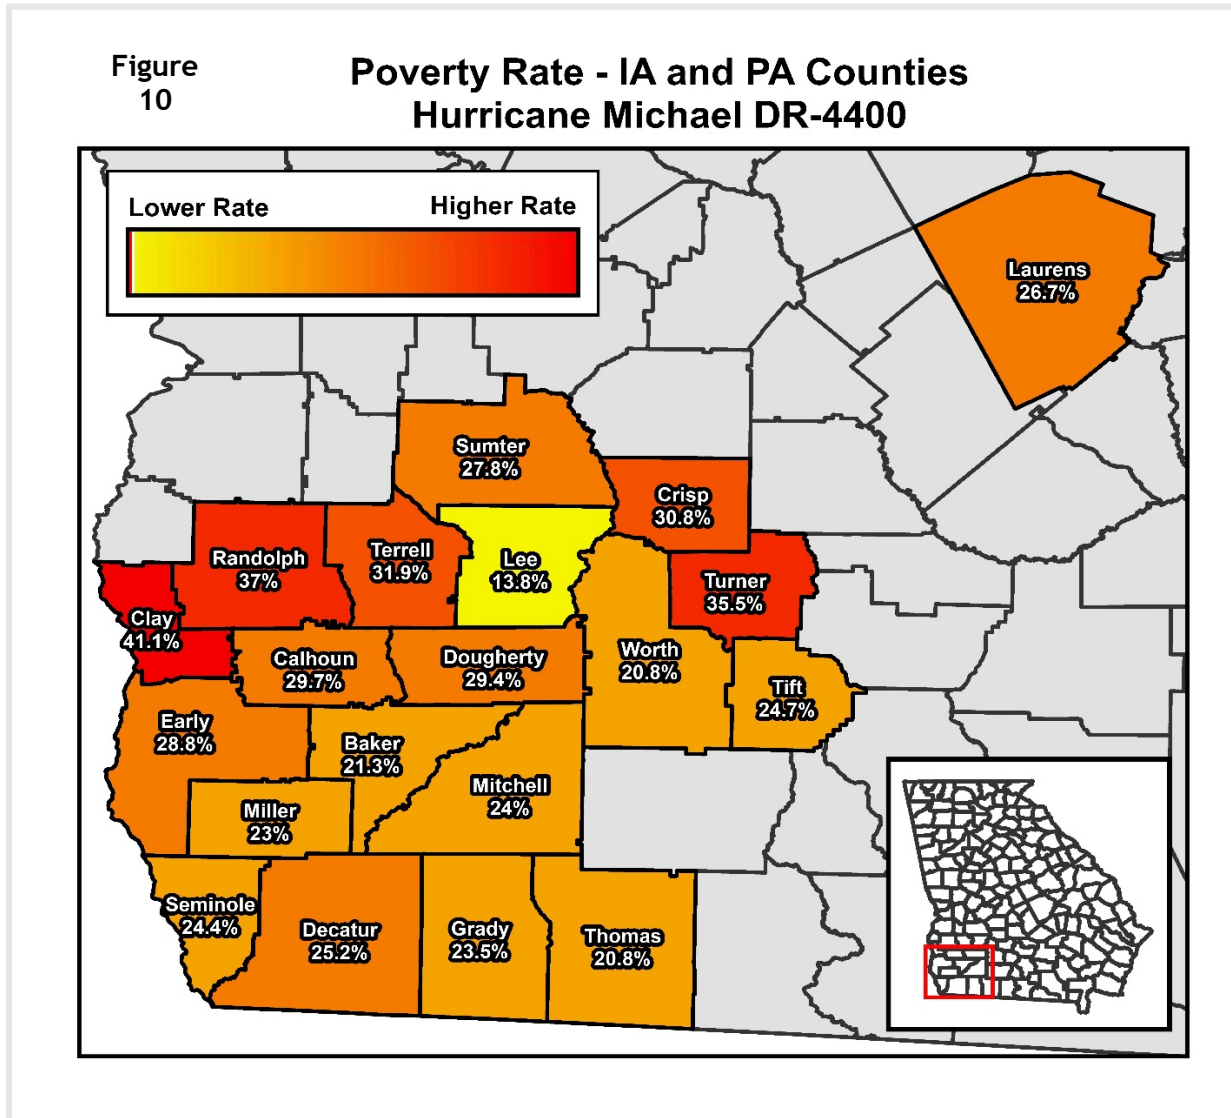 Figure
10
Poverty Rate - IA and PA Counties
Hurricane Michael DR-4400
Lower Rate
Higher Rate
Laurens
26.7%
Sumter
27.8%
Crisp
30.8%
Randolph
37%
Terrell
31.9%
Lee
13.8%
Turner
35.5%
Clay
41.1%
Calhoun
29.7%
Dougherty
29.4%
Worth
20.8%
Tift
24.7%
Early
28.8%
Baker
21.3%
Mitchell
24%
Miller
23%
Seminole
24.4%
Decatur
25.2%
Grady
23.5%
Thomas
20.8%